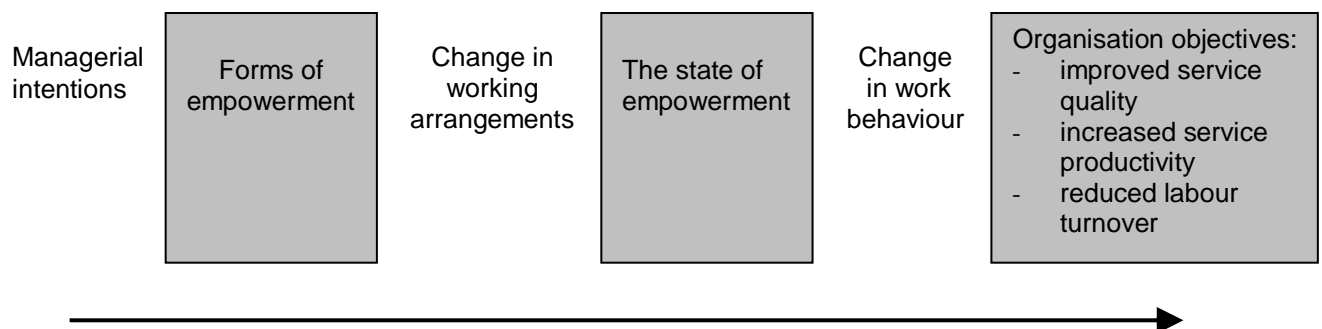 Managerial
intentions
Forms of
empowerment
Change in
working
arrangements
The state of
empowerment
Change
in work
behaviour
Organisation objectives:
- improved service
quality
- increased service
productivity
- reduced labour
turnover